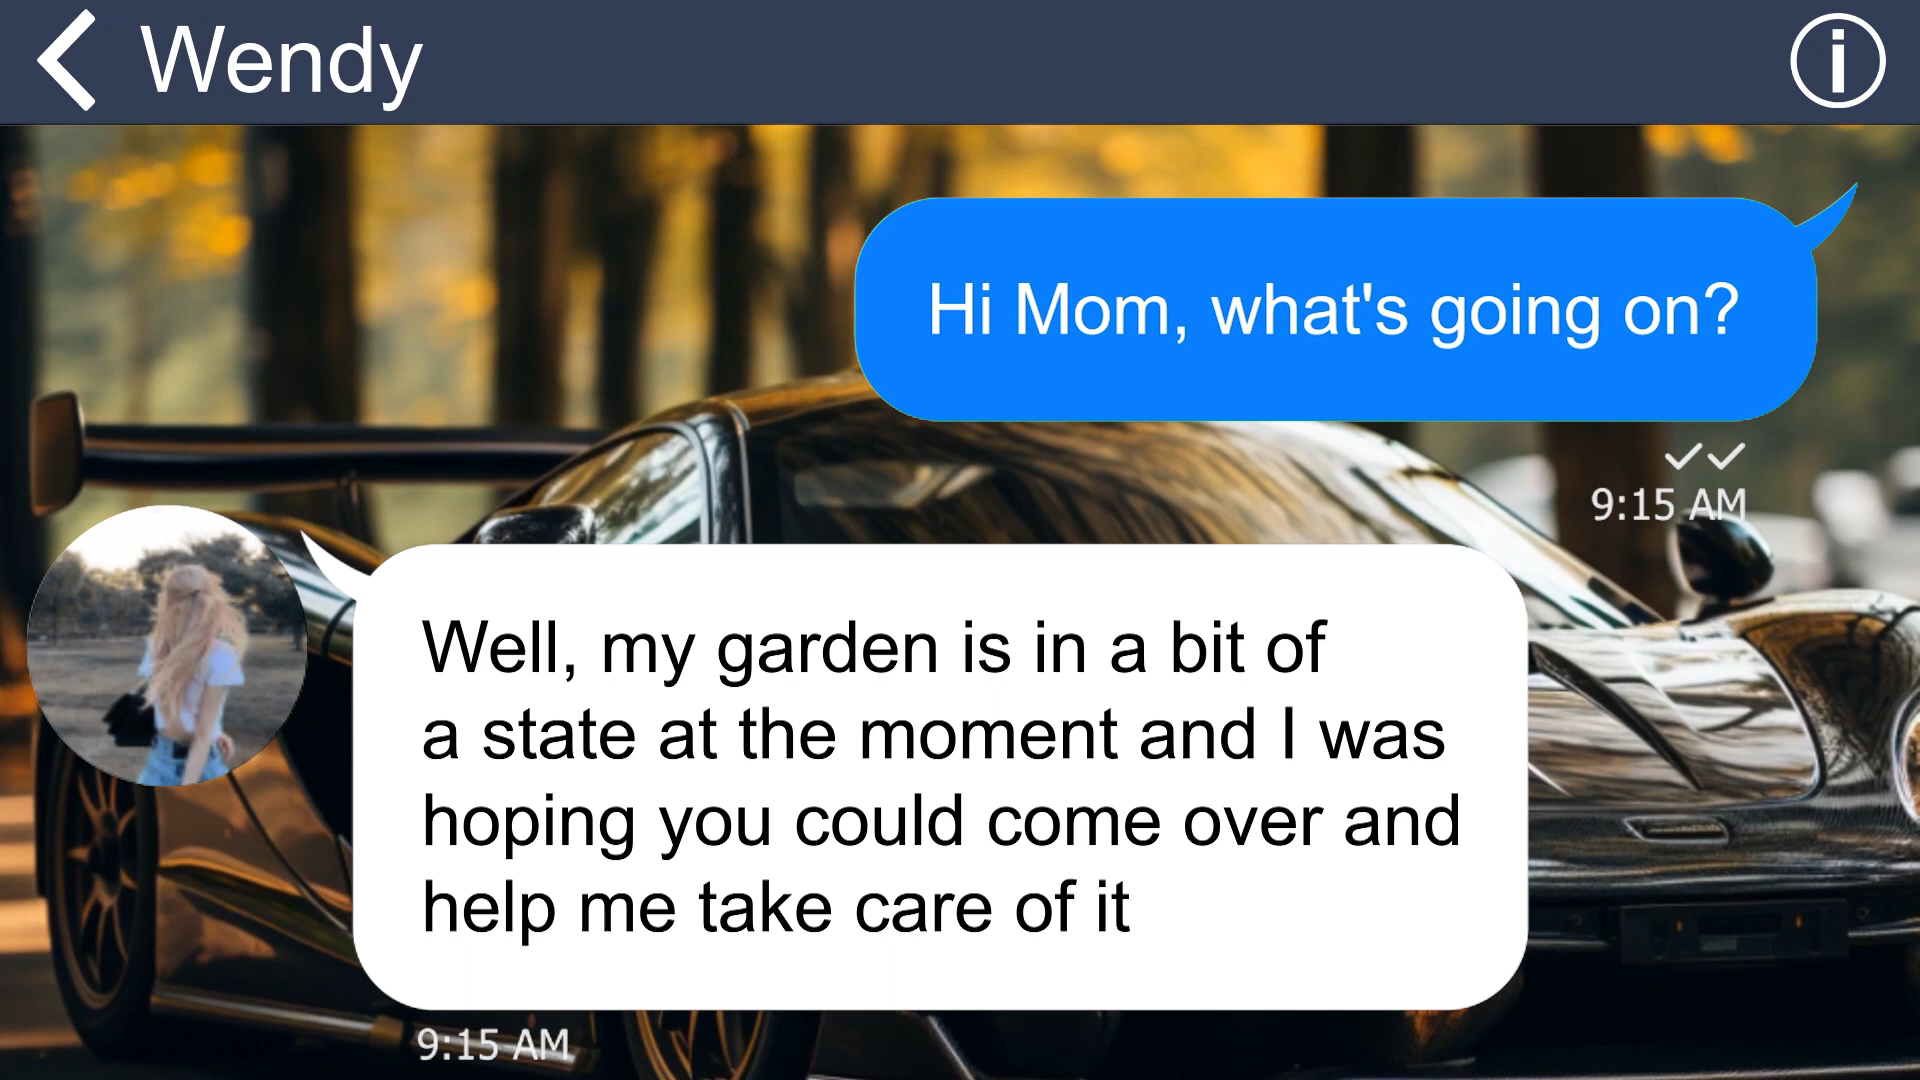 Wendy
Hi Mom, what's going on?
9:15 AM
Well, my garden is in a bit of
a state at the moment and I was
hoping you could come over and
help me take care of it
9:15 AM